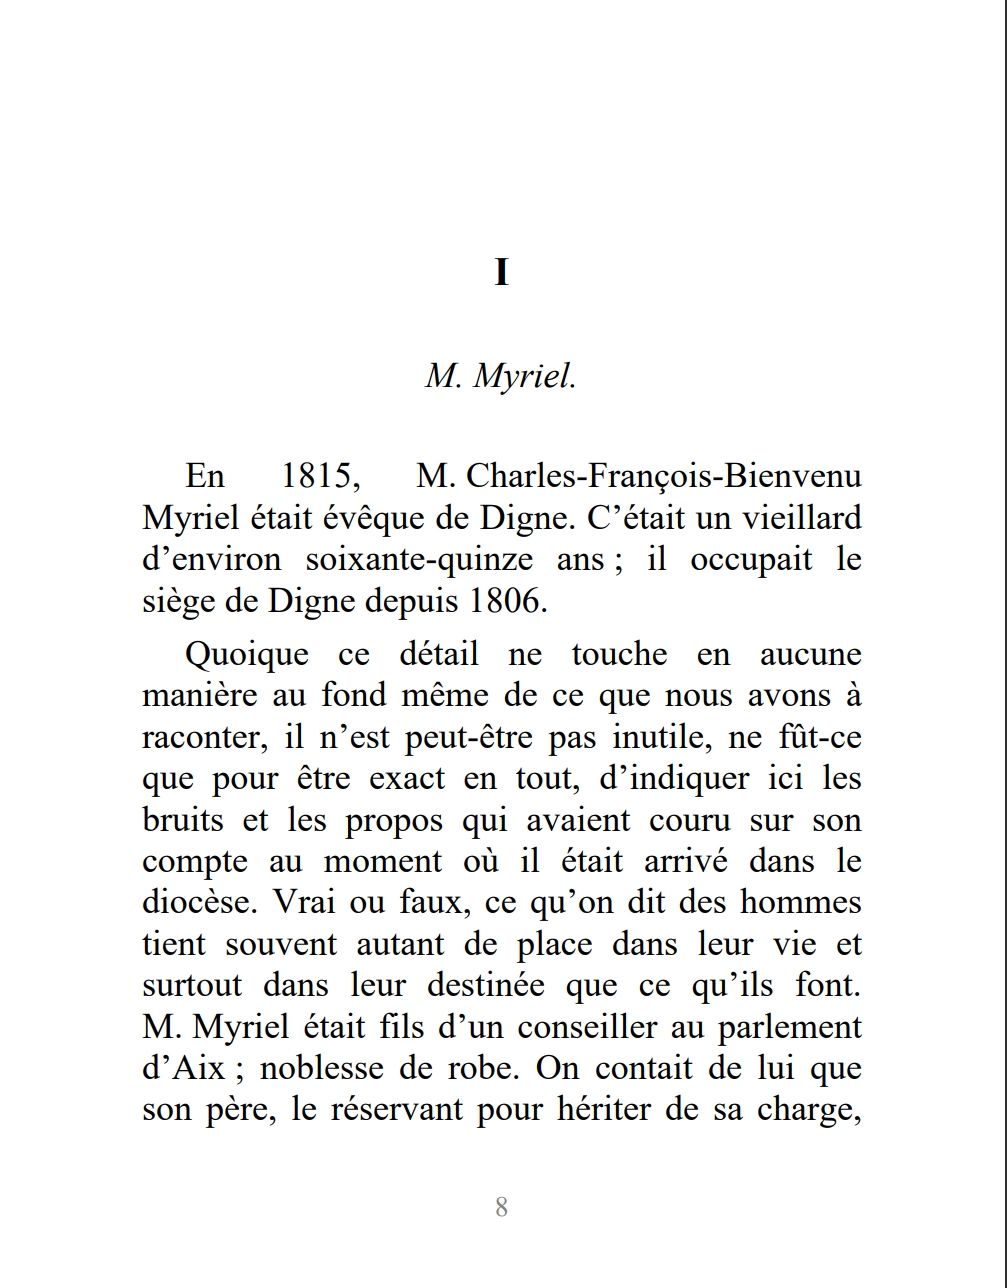 I
M. Myriel.
En 1815, M. Charles-François-Bienvenu
Myriel était évêque de Digne. C’était un vieillard
d’environ soixante-quinze ans ; il occupait le
siège de Digne depuis 1806.
Quoique ce détail ne touche en aucune
manière au fond même de ce que nous avons à
raconter, il n’est peut-être pas inutile, ne fût-ce
que pour être exact en tout, d’indiquer ici les
bruits et les propos qui avaient couru sur son
compte au moment où il était arrivé dans le
diocèse. Vrai ou faux, ce qu’on dit des hommes
tient souvent autant de place dans leur vie et
surtout dans leur destinée que ce qu’ils font.
M. Myriel était fils d’un conseiller au parlement
d’Aix ; noblesse de robe. On contait de lui que
son père, le réservant pour hériter de sa charge,
8